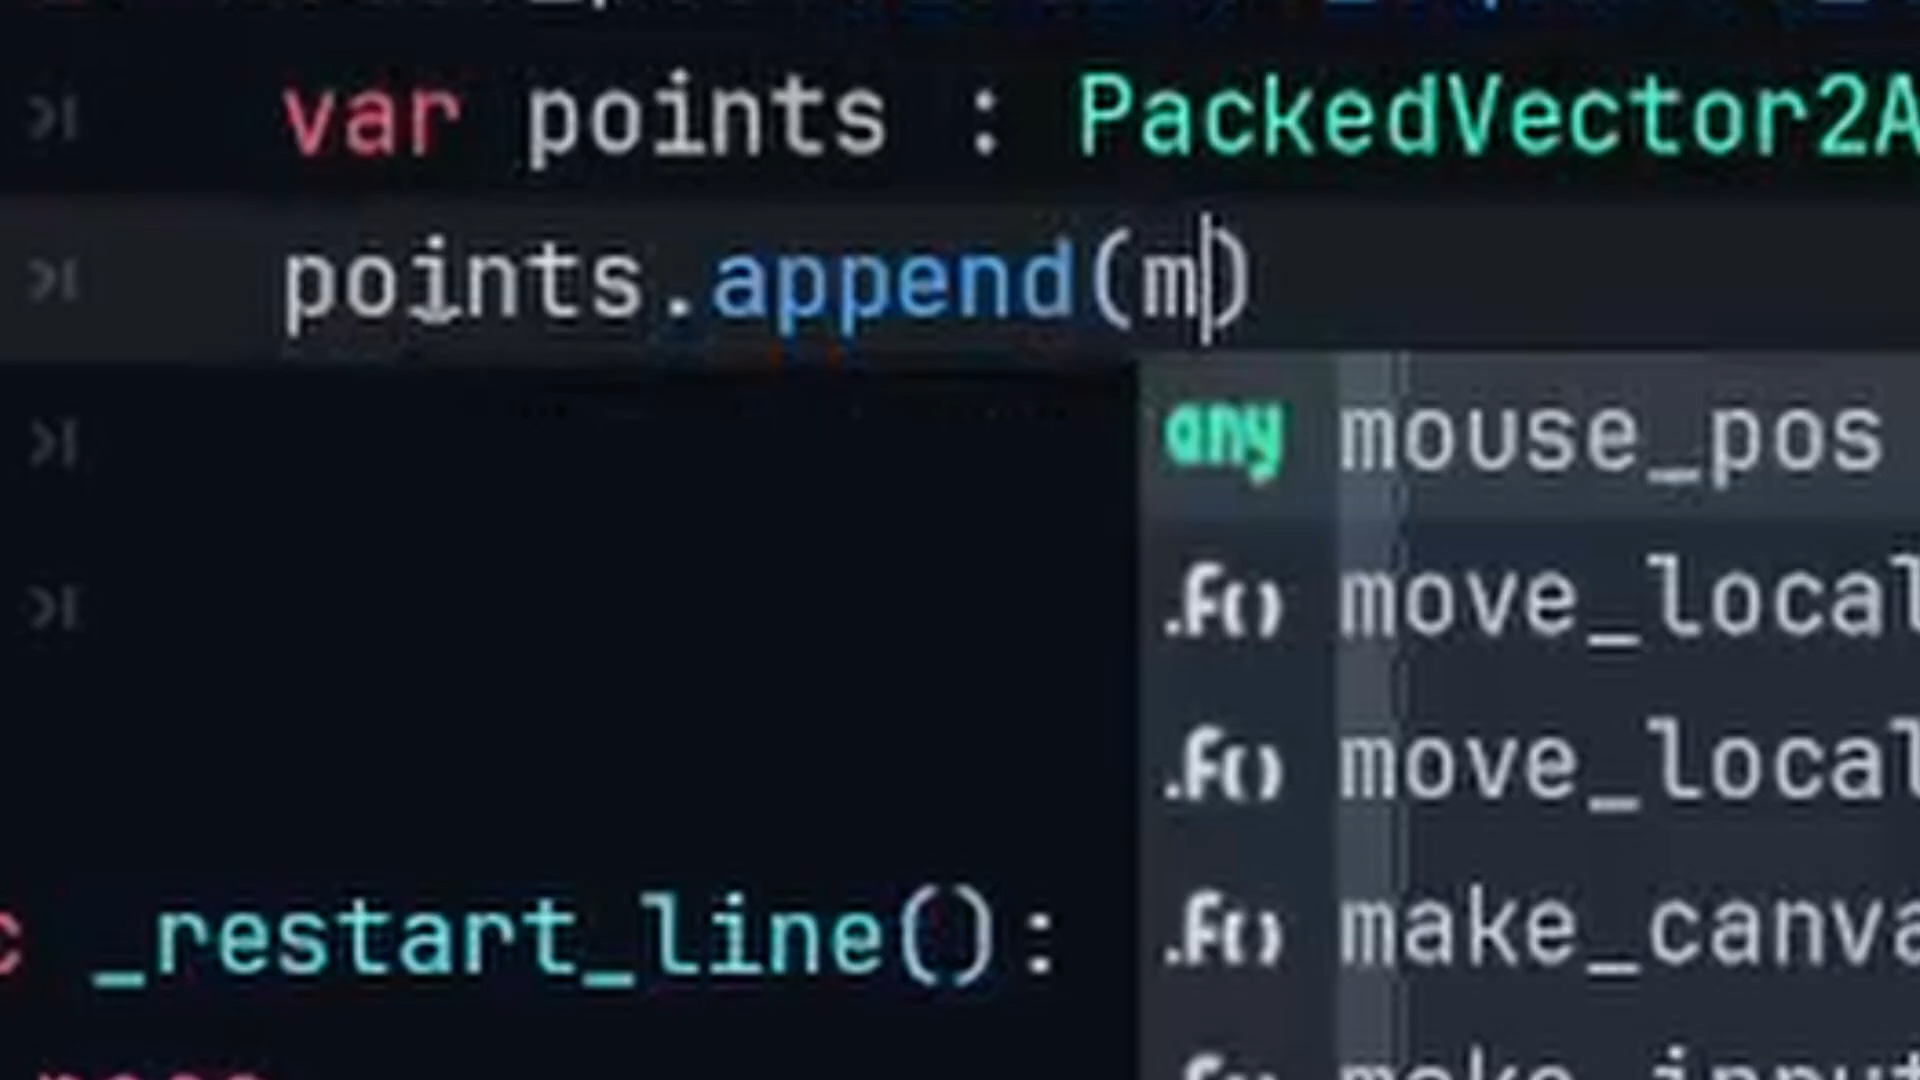 var points : PackedVector2A
points.append(m)
any mouse_pos
.f() move_local
.f() move_local
c _restart_line():
.f() make_canva